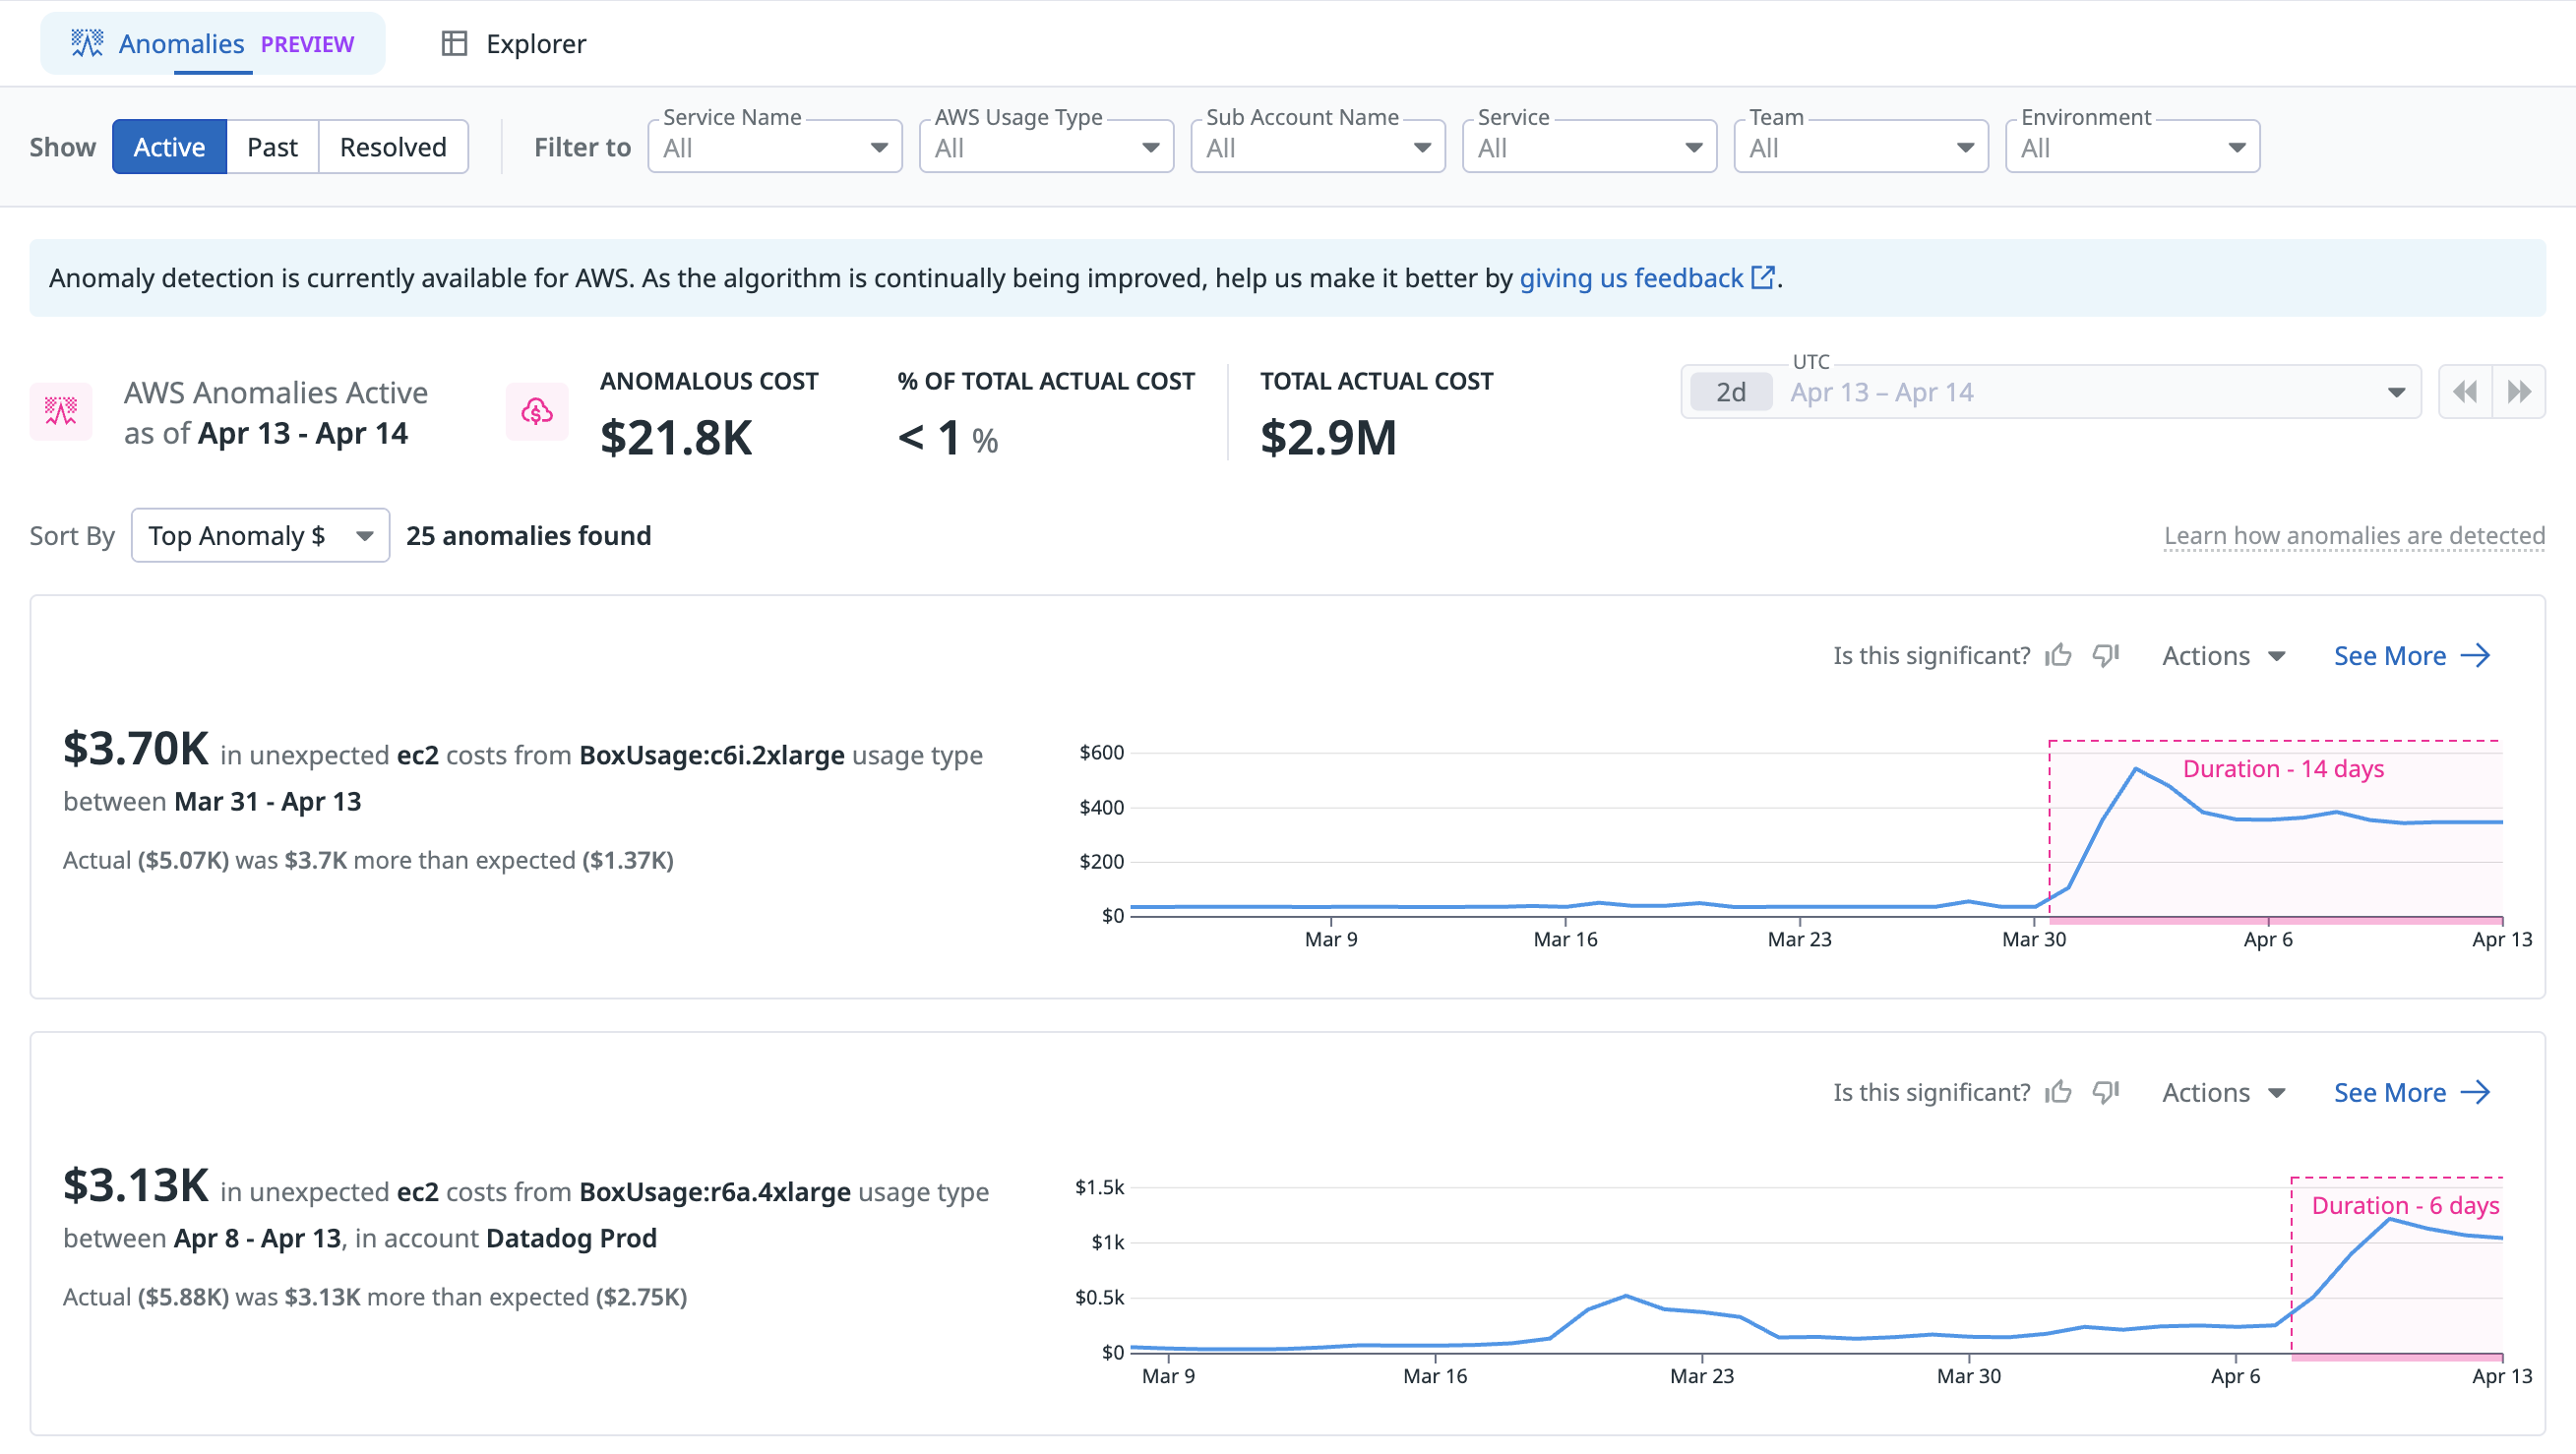 Anomalies PREVIEW Explorer
Show Active Past Resolved Filter to Service Name All AWS Usage Type All Sub Account Name All Service All Team All Environment All
Anomaly detection is currently available for AWS. As the algorithm is continually being improved, help us make it better by giving us feedback.
AWS Anomalies Active
as of Apr 13 - Apr 14
ANOMALOUS COST
$21.8K
% OF TOTAL ACTUAL COST
< 1 %
TOTAL ACTUAL COST
$2.9M
UTC
2d Apr 13 – Apr 14
Sort By Top Anomaly $ 25 anomalies found Learn how anomalies are detected
Is this significant? Actions See More
$3.70K in unexpected ec2 costs from BoxUsage:c6i.2xlarge usage type
between Mar 31 - Apr 13
Actual ($5.07K) was $3.7K more than expected ($1.37K)
$600
$400
$200
$0
Duration - 14 days
Mar 9 Mar 16 Mar 23 Mar 30 Apr 6 Apr 13
Is this significant? Actions See More
$3.13K in unexpected ec2 costs from BoxUsage:r6a.4xlarge usage type
between Apr 8 - Apr 13, in account Datadog Prod
Actual ($5.88K) was $3.13K more than expected ($2.75K)
$1.5k
$1k
$0.5k
$0
Duration - 6 days
Mar 9 Mar 16 Mar 23 Mar 30 Apr 6 Apr 13